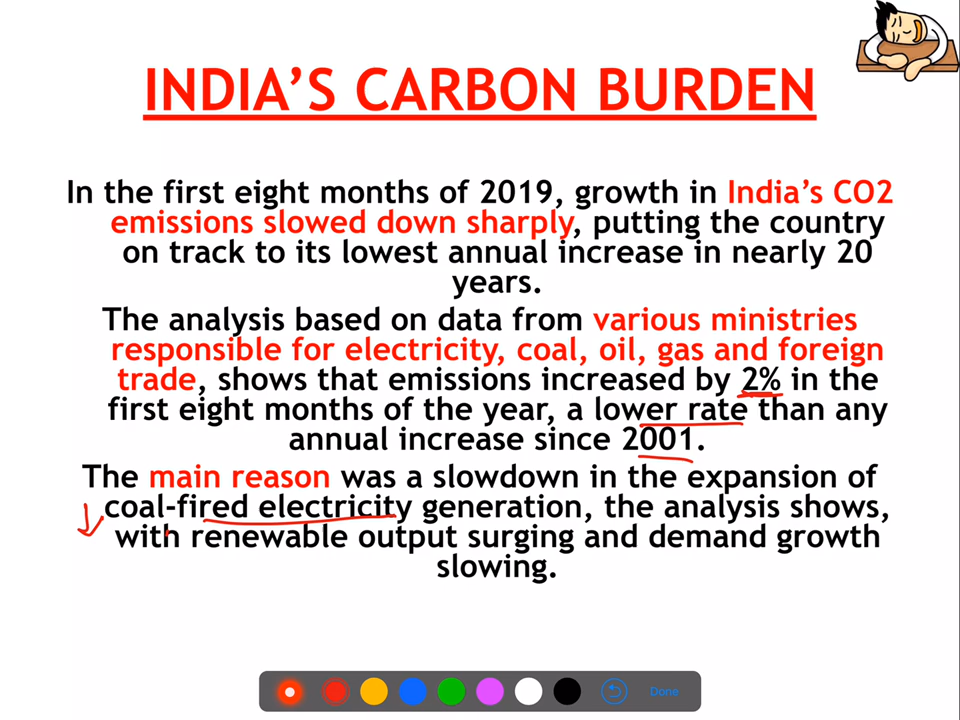 INDIA’S CARBON BURDEN
In the first eight months of 2019, growth in India’s CO2
emissions slowed down sharply, putting the country
on track to its lowest annual increase in nearly 20
years.
The analysis based on data from various ministries
responsible for electricity, coal, oil, gas and foreign
trade, shows that emissions increased by 2% in the
first eight months of the year, a lower rate than any
annual increase since 2001.
The main reason was a slowdown in the expansion of
coal-fired electricity generation, the analysis shows,
with renewable output surging and demand growth
slowing.
Done